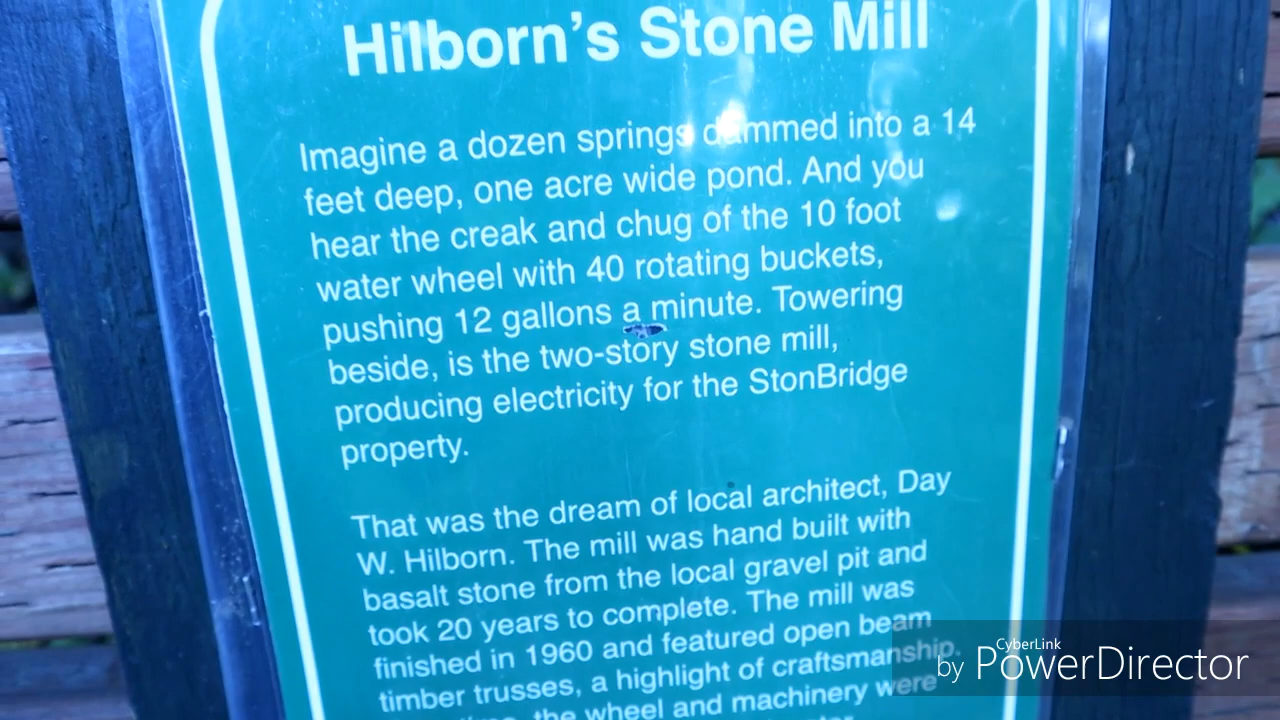 Hilborn's Stone Mill
Imagine a dozen springs dammed into a 14
feet deep, one acre wide pond. And you
hear the creak and chug of the 10 foot
water wheel with 40 rotating buckets,
pushing 12 gallons a minute. Towering
beside, is the two-story stone mill,
producing electricity for the StonBridge
property.
That was the dream of local architect, Day
W. Hilborn. The mill was hand built with
basalt stone from the local gravel pit and
took 20 years to complete. The mill was
finished in 1960 and featured open beam
timber trusses, a highlight of craftsmanship.
the wheel and machinery were
CyberLink
by PowerDirector